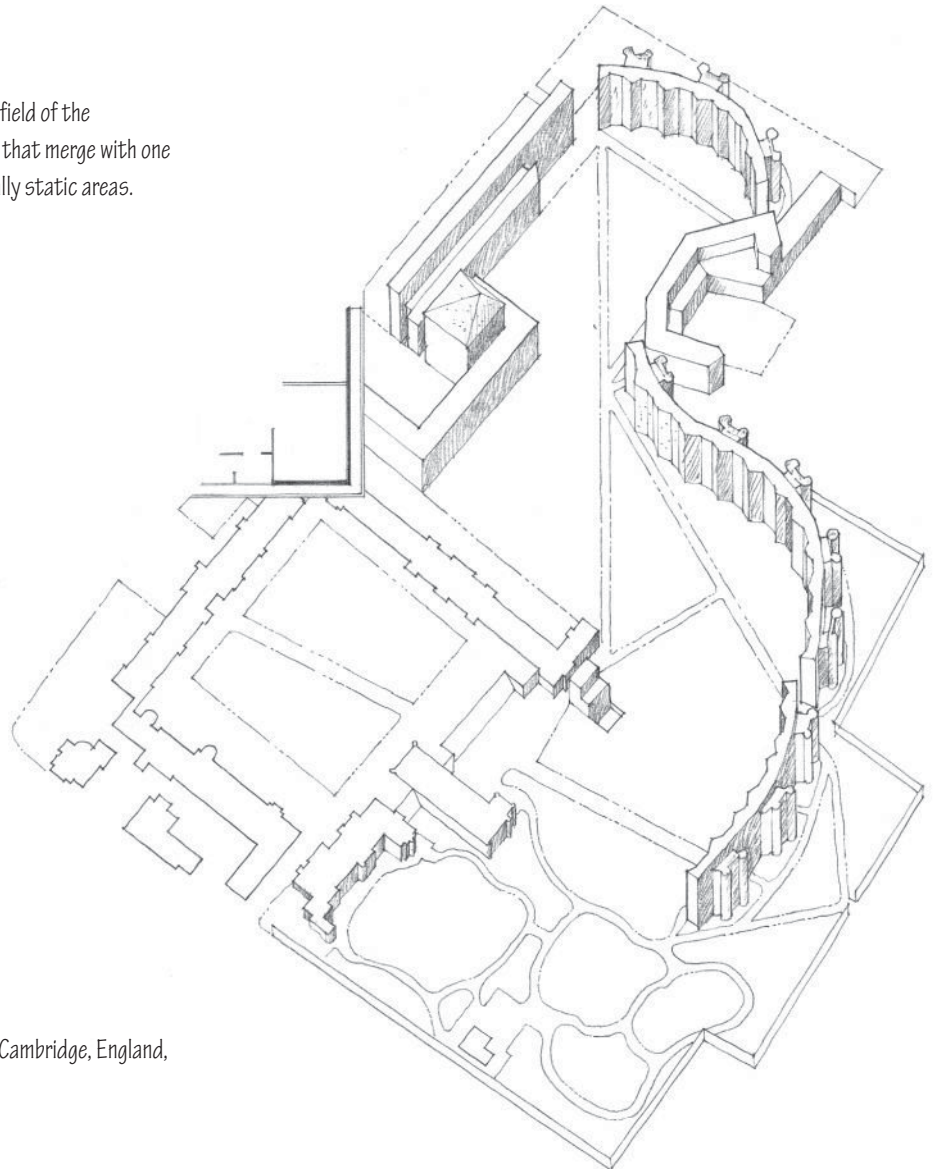 field of the
that merge with one
lly static areas.
Cambridge, England,